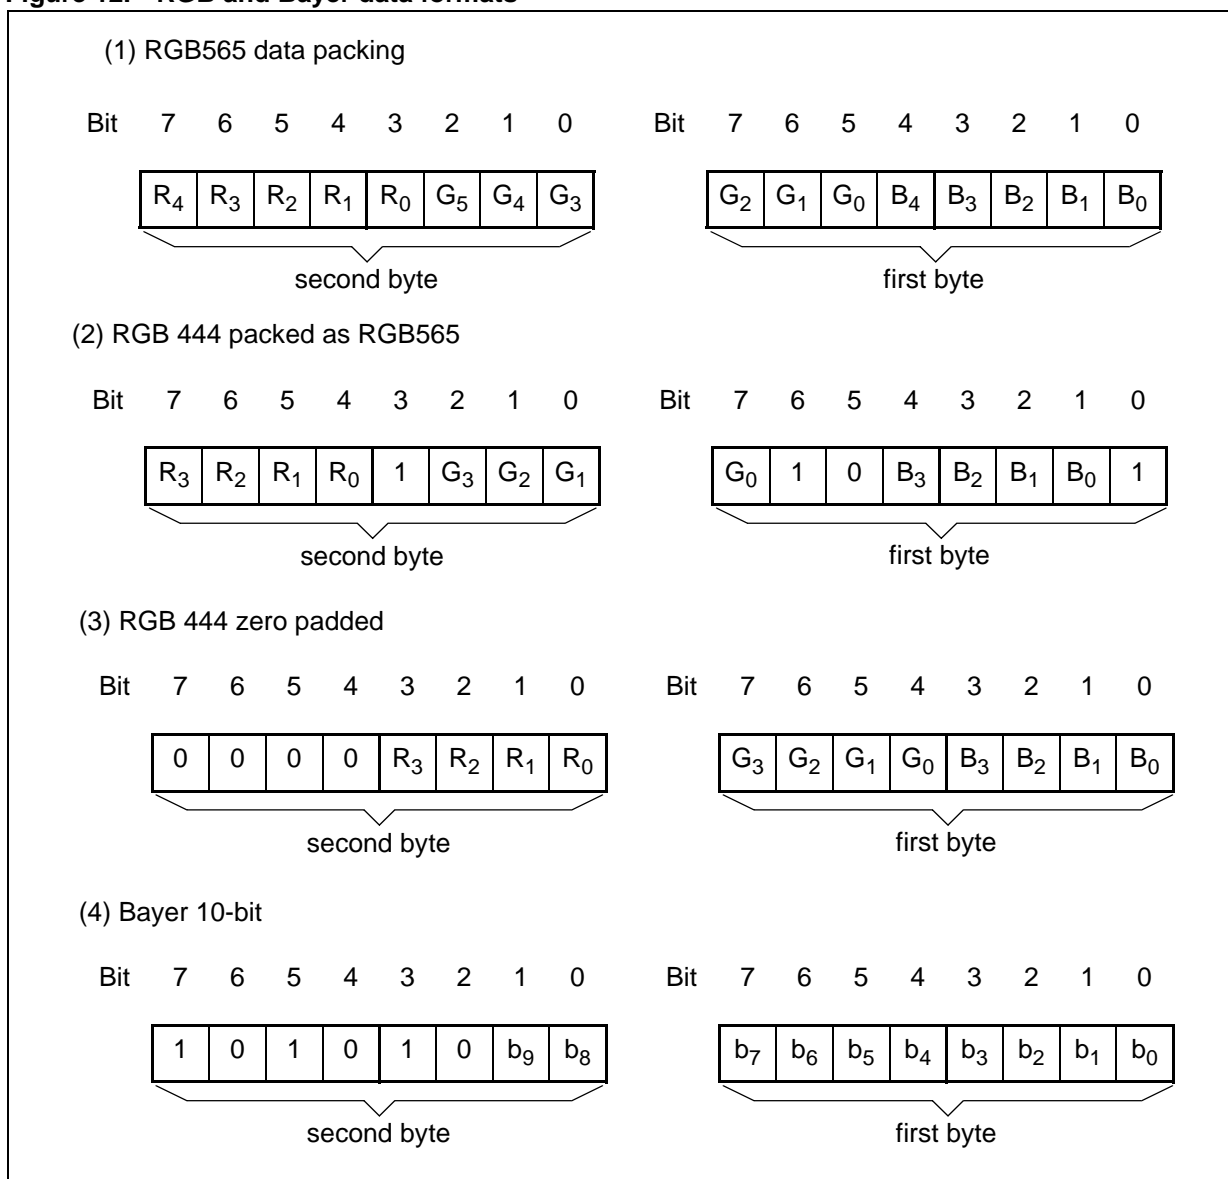 Figure 12. RGB and Bayer data formats
(1) RGB565 data packing
Bit 7 6 5 4 3 2 1 0 Bit 7 6 5 4 3 2 1 0
R4 R3 R2 R1 R0 G5 G4 G3 G2 G1 G0 B4 B3 B2 B1 B0
second byte first byte
(2) RGB 444 packed as RGB565
Bit 7 6 5 4 3 2 1 0 Bit 7 6 5 4 3 2 1 0
R3 R2 R1 R0 1 G3 G2 G1 G0 1 0 B3 B2 B1 B0 1
second byte first byte
(3) RGB 444 zero padded
Bit 7 6 5 4 3 2 1 0 Bit 7 6 5 4 3 2 1 0
0 0 0 0 R3 R2 R1 R0 G3 G2 G1 G0 B3 B2 B1 B0
second byte first byte
(4) Bayer 10-bit
Bit 7 6 5 4 3 2 1 0 Bit 7 6 5 4 3 2 1 0
1 0 1 0 1 0 b9 b8 b7 b6 b5 b4 b3 b2 b1 b0
second byte first byte